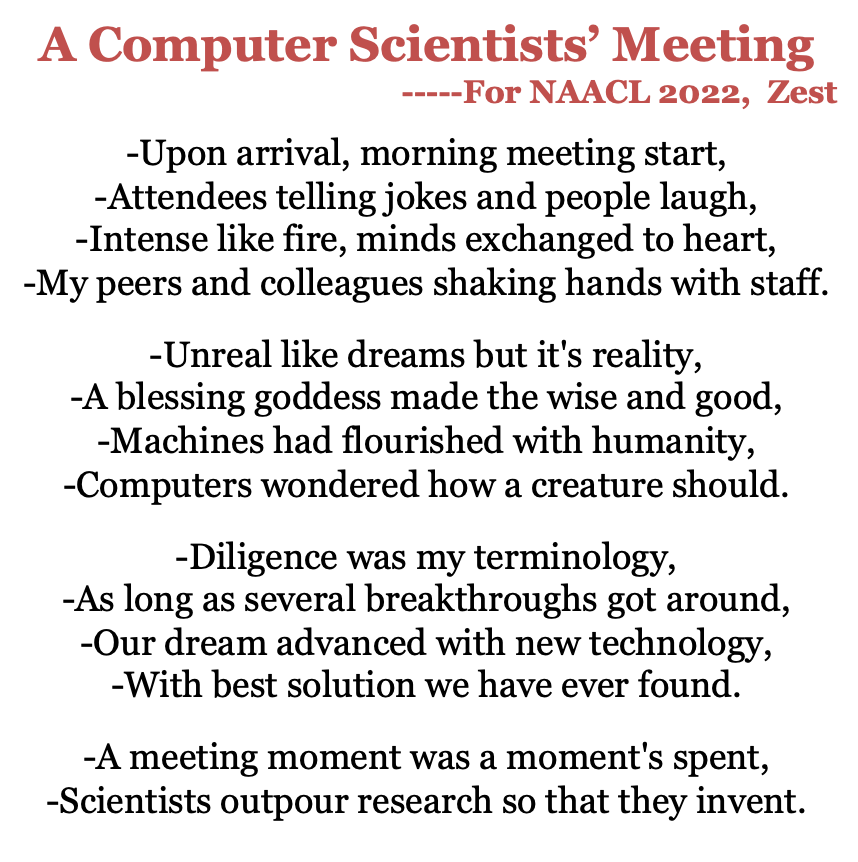 A Computer Scientists’ Meeting
-----For NAACL 2022,  Zest
-Upon arrival, morning meeting start,
-Attendees telling jokes and people laugh,
-Intense like fire, minds exchanged to heart,
-My peers and colleagues shaking hands with staff.
-Unreal like dreams but it's reality,
-A blessing goddess made the wise and good,
-Machines had flourished with humanity,
-Computers wondered how a creature should.
-Diligence was my terminology,
-As long as several breakthroughs got around,
-Our dream advanced with new technology,
-With best solution we have ever found.
-A meeting moment was a moment's spent,
-Scientists outpour research so that they invent.